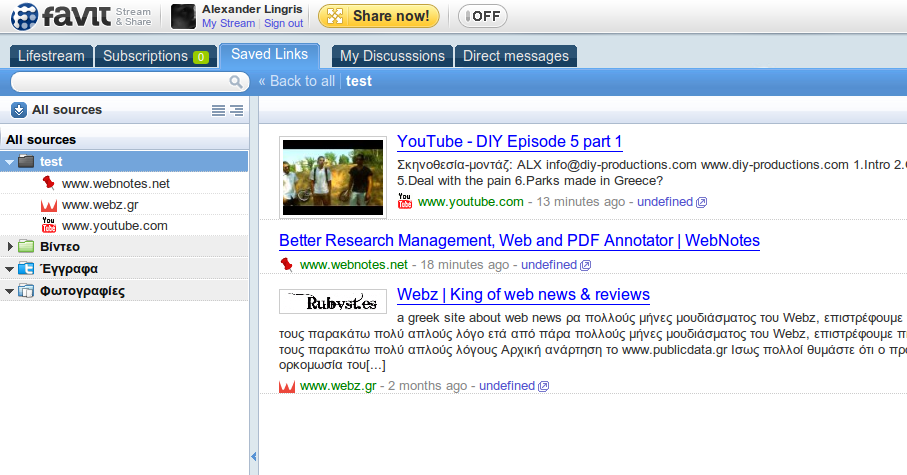 favit Stream & Share
Alexander Lingris
My Stream | Sign out
Share now!
OFF
Lifestream
Subscriptions 0
Saved Links
My Discusssions
Direct messages
« Back to all
test
All sources
All sources
test
www.webnotes.net
www.webz.gr
www.youtube.com
Βίντεο
Έγγραφα
Φωτογραφίες
YouTube - DIY Episode 5 part 1
Σκηνοθεσία-μοντάζ: ALX info@diy-productions.com www.diy-productions.com 1.Intro 2.
5.Deal with the pain 6.Parks made in Greece?
You Tube www.youtube.com - 13 minutes ago - undefined
Better Research Management, Web and PDF Annotator | WebNotes
www.webnotes.net - 18 minutes ago - undefined
Rubyst.es
Webz | King of web news & reviews
a greek site about web news ρα πολλούς μήνες μουδιάσματος του Webz, επιστρέφουμε
τους παρακάτω πολύ απλούς λόγο ετά από πάρα πολλούς μήνες μουδιάσματος του Webz, επιστρέφουμε
τους παρακάτω πολύ απλούς λόγους Αρχική ανάρτηση το www.publicdata.gr Ισως πολλοί θυμάστε ότι ο
ορκομωσία του[...]
www.webz.gr - 2 months ago - undefined